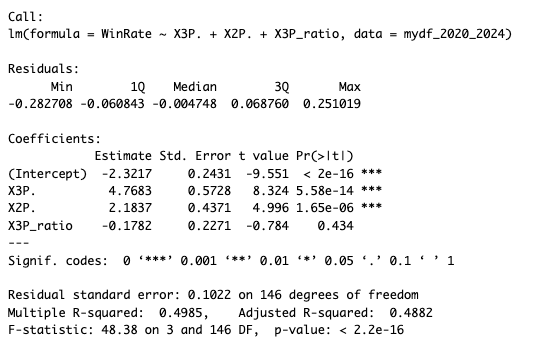 Call:
lm(formula = WinRate ~ X3P. + X2P. + X3P_ratio, data = mydf_2020_2024)
Residuals:
Min 1Q Median 3Q Max
-0.282708 -0.060843 -0.004748 0.068760 0.251019
Coefficients:
Estimate Std. Error t value Pr(>|t|)
(Intercept) -2.3217 0.2431 -9.551 < 2e-16 ***
X3P. 4.7683 0.5728 8.324 5.58e-14 ***
X2P. 2.1837 0.4371 4.996 1.65e-06 ***
X3P_ratio -0.1782 0.2271 -0.784 0.434
---
Signif. codes: 0 ‘***’ 0.001 ‘**’ 0.01 ‘*’ 0.05 ‘.’ 0.1 ‘ ’ 1
Residual standard error: 0.1022 on 146 degrees of freedom
Multiple R-squared: 0.4985, Adjusted R-squared: 0.4882
F-statistic: 48.38 on 3 and 146 DF, p-value: < 2.2e-16